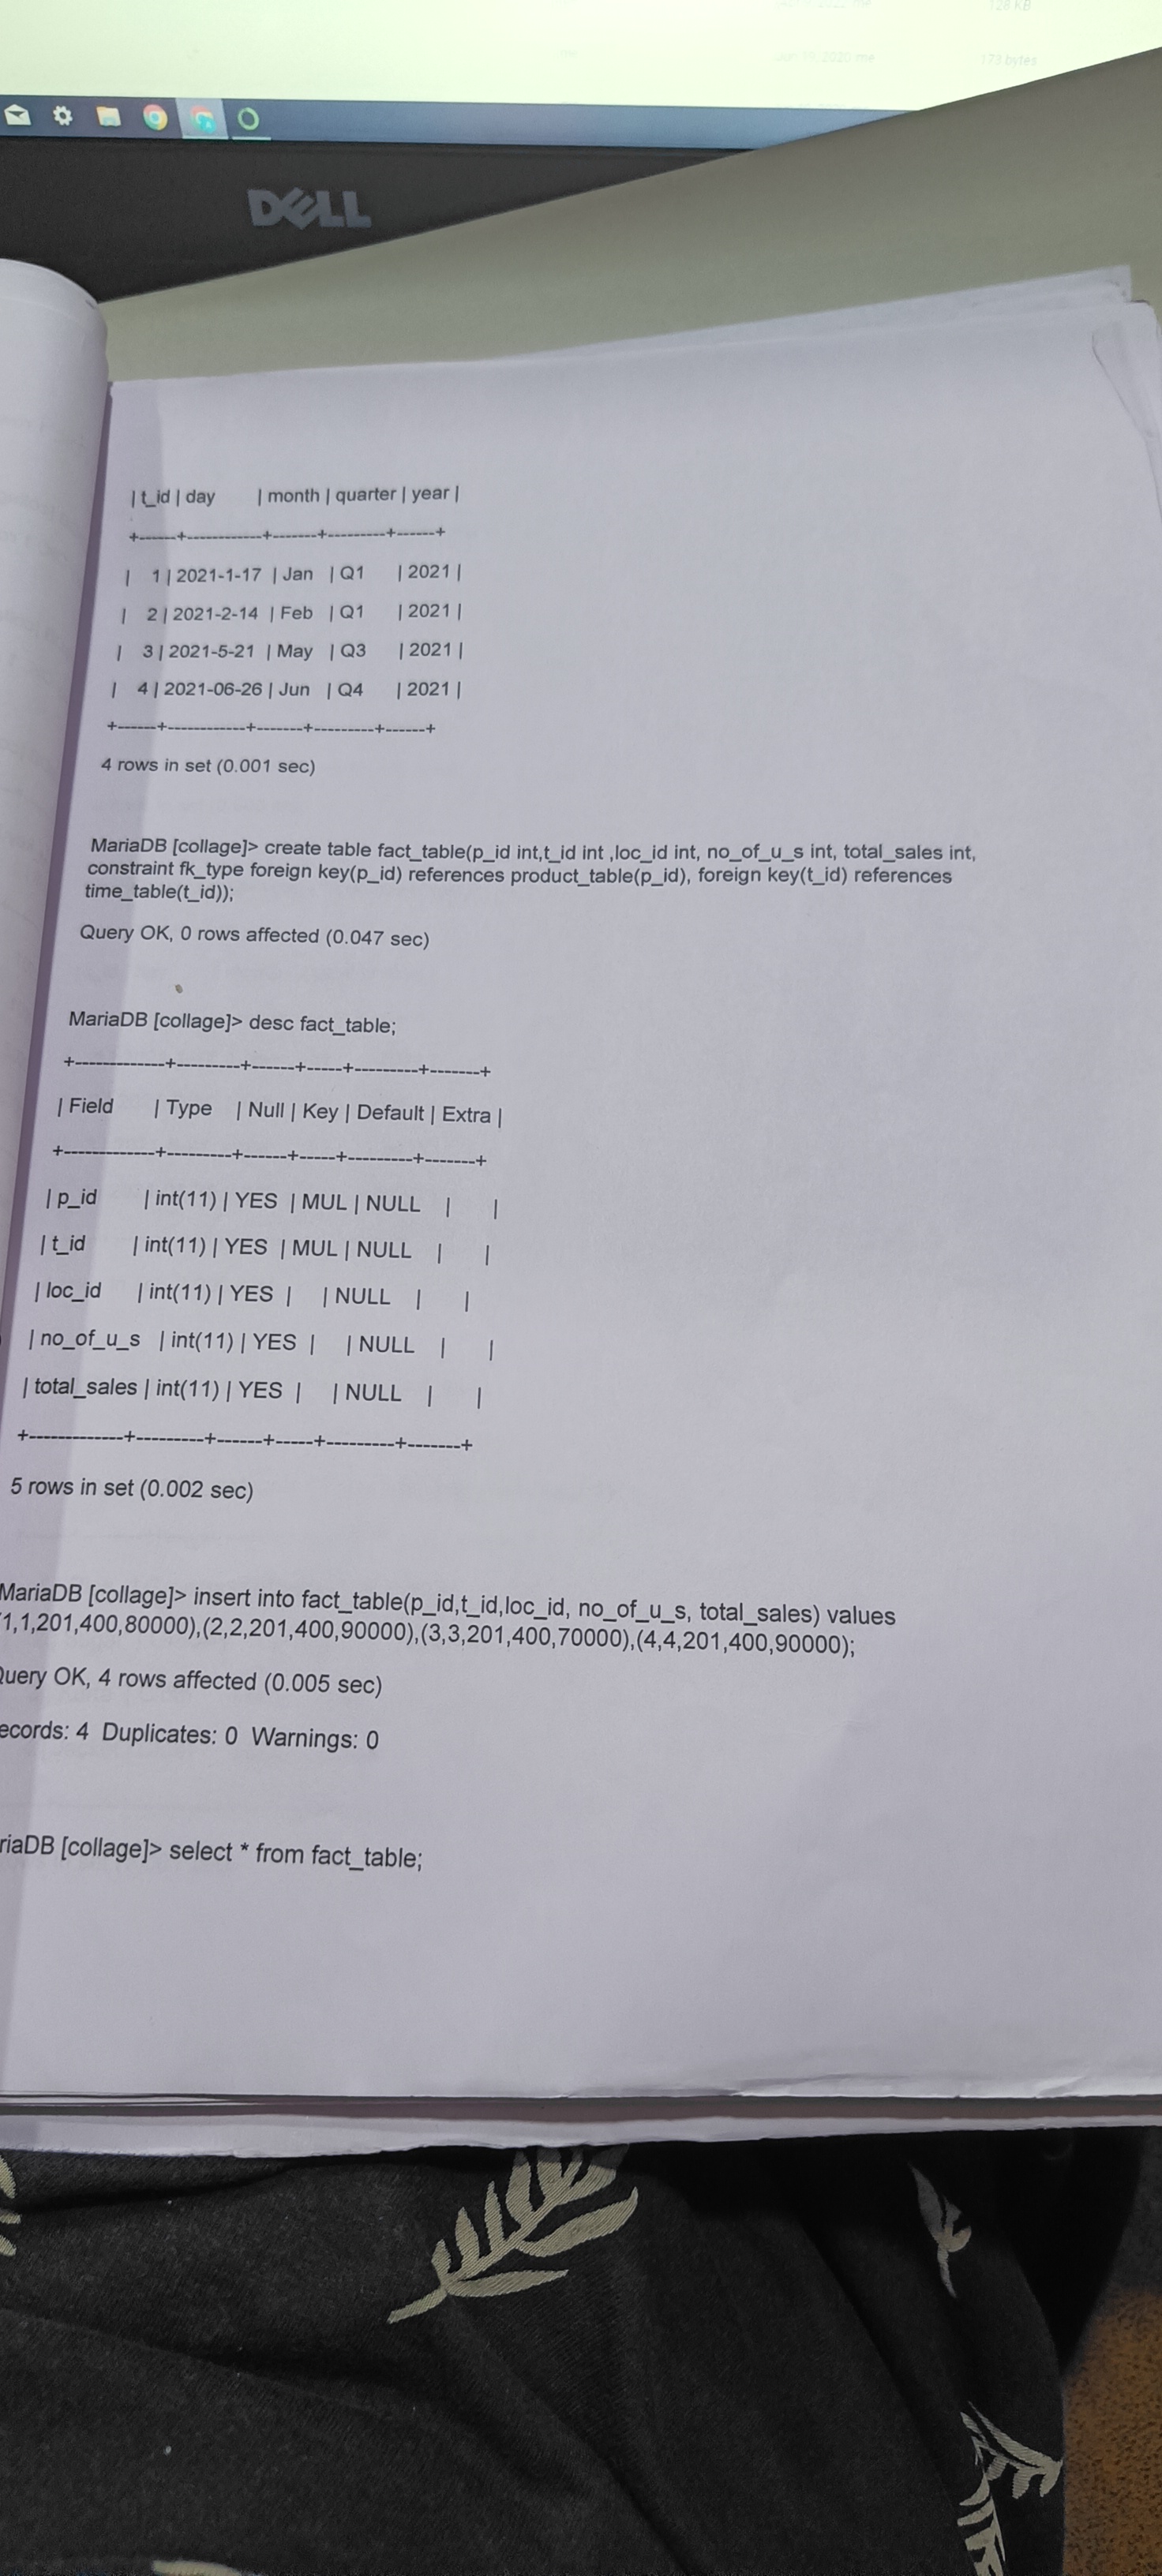 128 KB
173 bytes
DELL
| t_id | day | month | quarter | year |
+------+------------+-------+---------+------+
| 1 | 2021-1-17 | Jan | Q1 | 2021 |
| 2 | 2021-2-14 | Feb | Q1 | 2021 |
| 3 | 2021-5-21 | May | Q3 | 2021 |
| 4 | 2021-06-26 | Jun | Q4 | 2021 |
+------+------------+-------+---------+------+
4 rows in set (0.001 sec)
MariaDB [collage]> create table fact_table(p_id int,t_id int ,loc_id int, no_of_u_s int, total_sales int,
constraint fk_type foreign key(p_id) references product_table(p_id), foreign key(t_id) references
time_table(t_id));
Query OK, 0 rows affected (0.047 sec)
MariaDB [collage]> desc fact_table;
+-------------+---------+------+-----+---------+-------+
| Field | Type | Null | Key | Default | Extra |
+-------------+---------+------+-----+---------+-------+
| p_id | int(11) | YES | MUL | NULL | |
| t_id | int(11) | YES | MUL | NULL | |
| loc_id | int(11) | YES | | NULL | |
| no_of_u_s | int(11) | YES | | NULL | |
| total_sales | int(11) | YES | | NULL | |
+-------------+---------+------+-----+---------+-------+
5 rows in set (0.002 sec)
MariaDB [collage]> insert into fact_table(p_id,t_id,loc_id, no_of_u_s, total_sales) values
1,1,201,400,80000),(2,2,201,400,90000),(3,3,201,400,70000),(4,4,201,400,90000);
Query OK, 4 rows affected (0.005 sec)
ecords: 4 Duplicates: 0 Warnings: 0
riaDB [collage]> select * from fact_table;